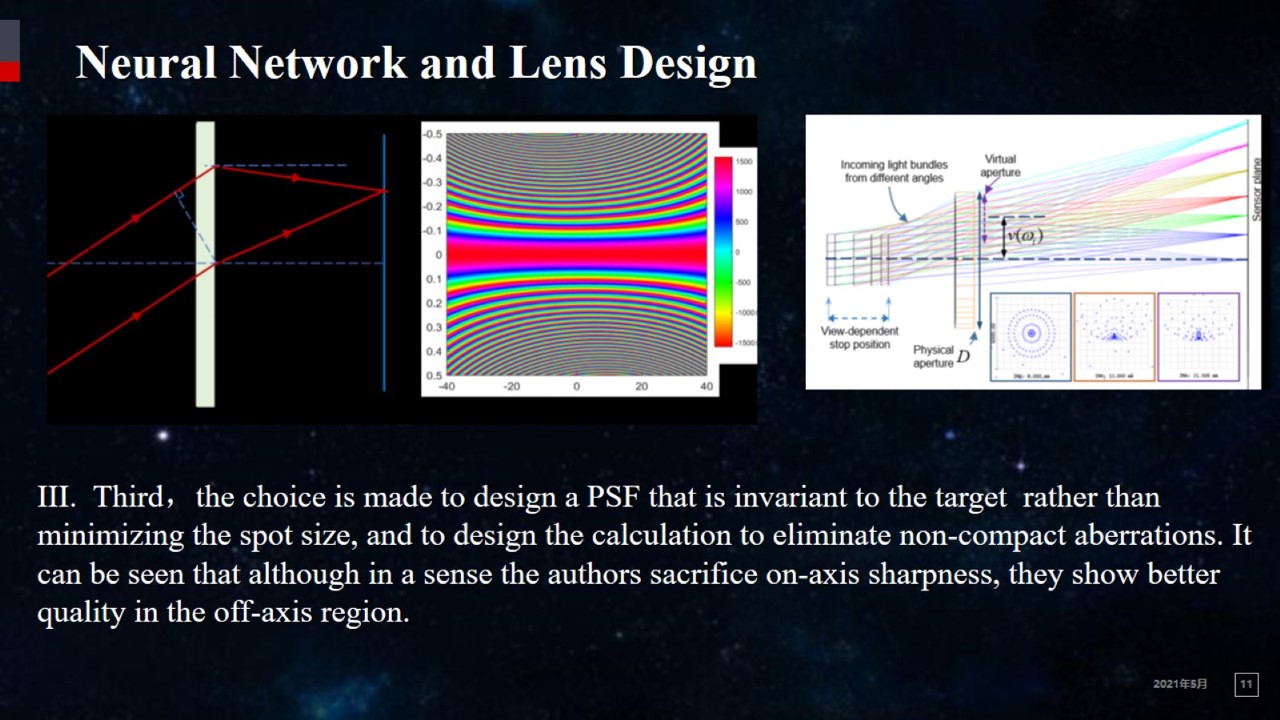 Neural Network and Lens Design
-0.5
-0.4
-0.3
-0.2
-0.1
0
0.1
0.2
0.3
0.4
0.5
-40
-20
0
20
40
1500
1000
500
0
-500
-1000
-1500
Incoming light bundles
from different angles
Virtual
aperture
Sensor plane
View-dependent
stop position
Physical
aperture D
III. Third，the choice is made to design a PSF that is invariant to the target rather than
minimizing the spot size, and to design the calculation to eliminate non-compact aberrations. It
can be seen that although in a sense the authors sacrifice on-axis sharpness, they show better
quality in the off-axis region.
2021年5月
11